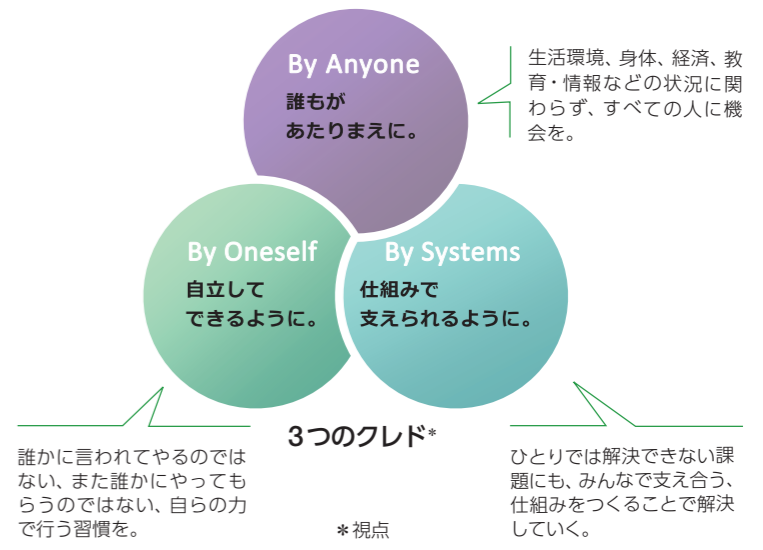 By Anyone
誰もが
あたりまえに。
生活環境、身体、経済、教
育・情報などの状況に関
わらず、すべての人に機
会を。
By Oneself
自立して
できるように。
By Systems
仕組みで
支えられるように。
3つのクレド*
誰かに言われてやるのでは
ない、また誰かにやっても
らうのではない、自らの力
で行う習慣を。
ひとりでは解決できない課
題にも、みんなで支え合う、
仕組みをつくることで解決
していく。
*視点